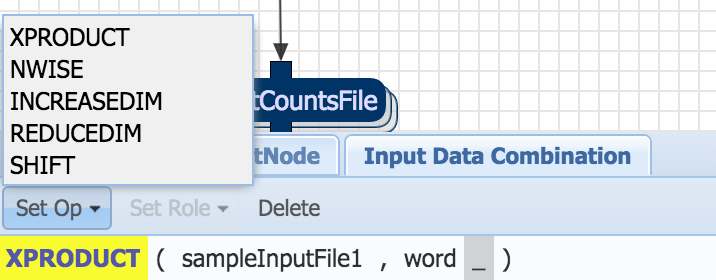 XPRODUCT
NWISE
INCREASEDIM
REDUCEDIM
SHIFT
tCountsFile
tNode
Input Data Combination
Set Op
Set Role
Delete
XPRODUCT ( sampleInputFile1 , word _ )